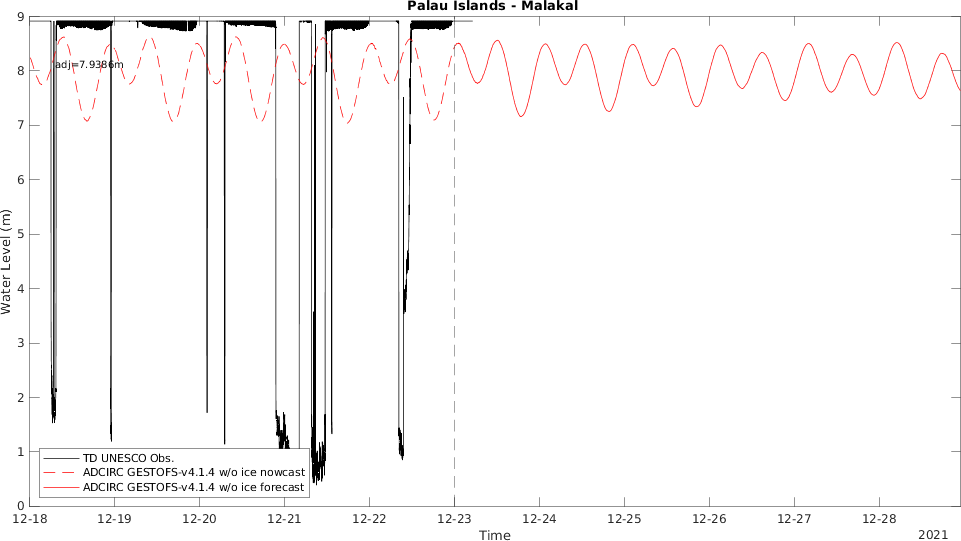 Palau Islands - Malakal
9
8
7
6
5
4
3
2
1
0
Water Level (m)
adj=7.9386m
TD UNESCO Obs.
ADCIRC GESTOFS-v4.1.4 w/o ice nowcast
ADCIRC GESTOFS-v4.1.4 w/o ice forecast
12-18 12-19 12-20 12-21 12-22 12-23 12-24 12-25 12-26 12-27 12-28
Time
2021